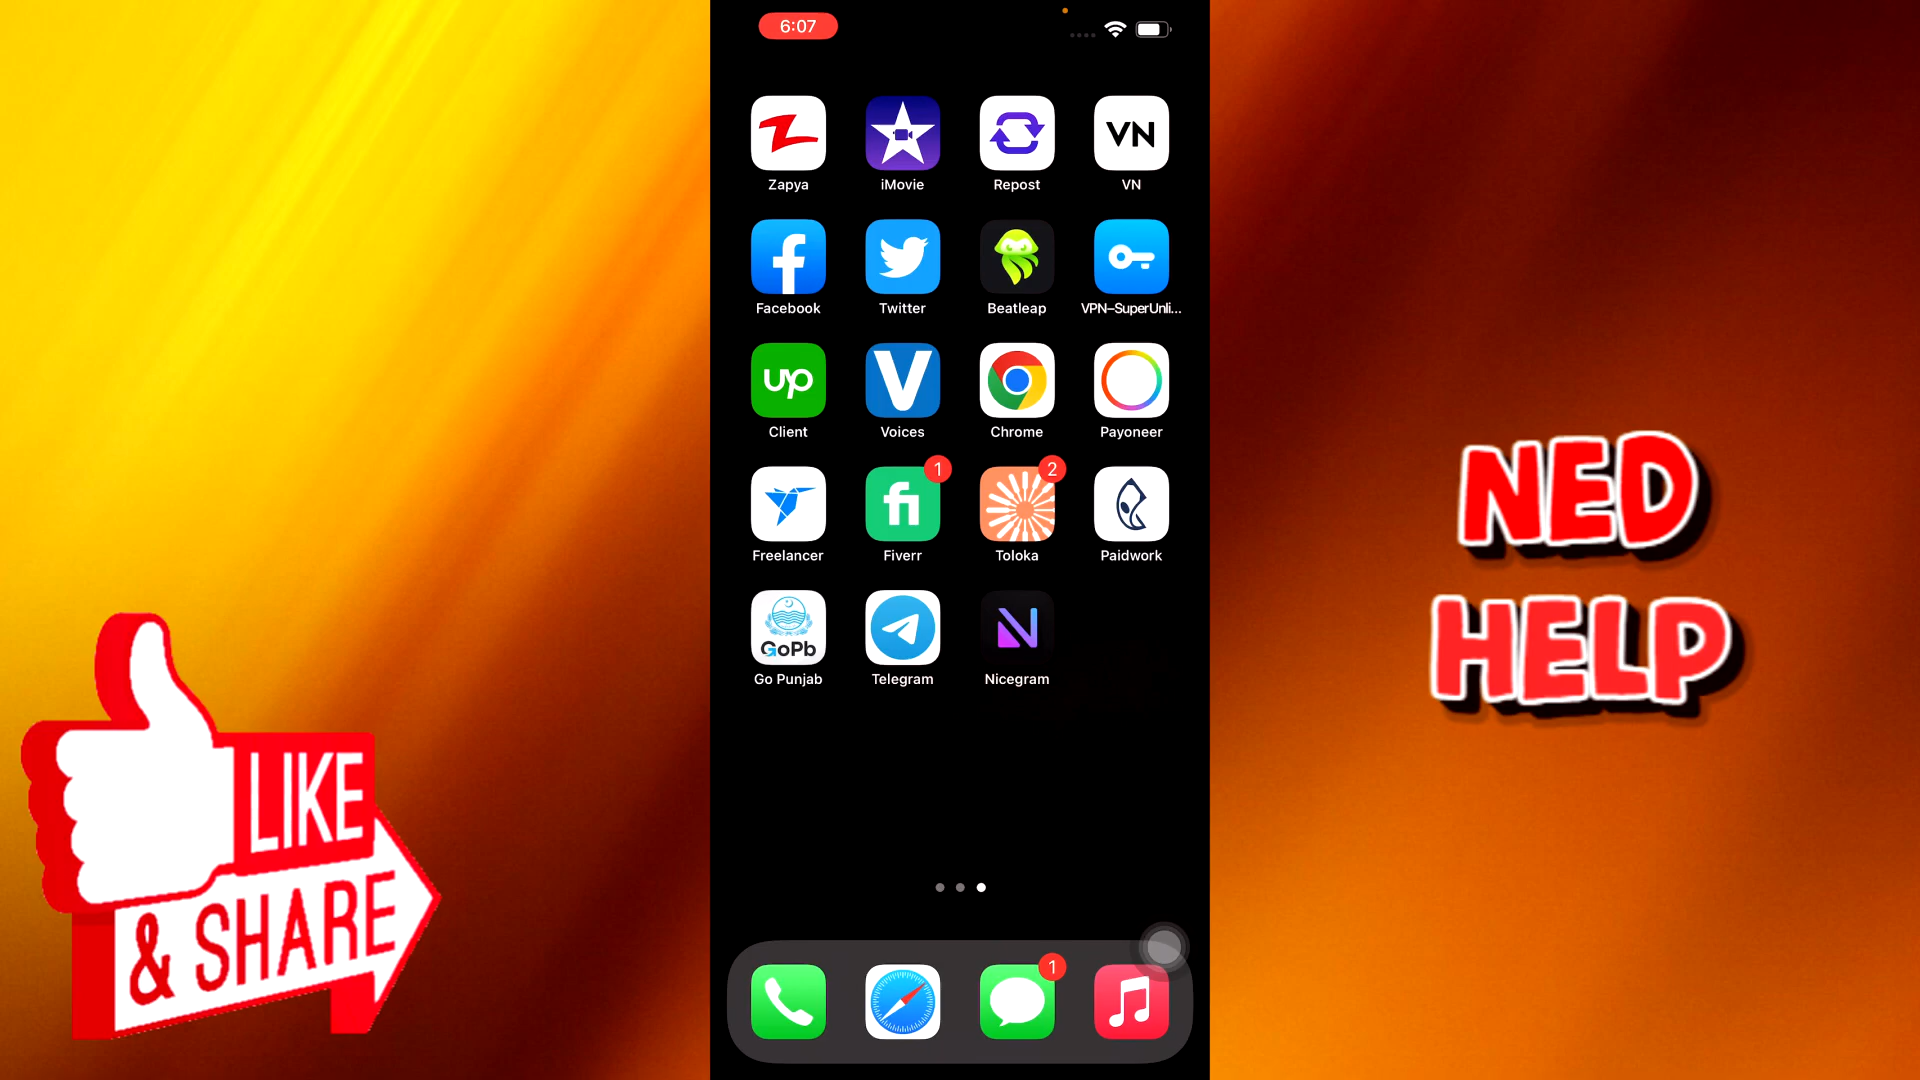 6:07
Zapya
iMovie
Repost
VN
VN
Facebook
Twitter
Beatleap
VPN–SuperUnli...
up
Client
V
Voices
Chrome
Payoneer
Freelancer
1
fi
Fiverr
2
Toloka
Paidwork
GoPb
Go Punjab
Telegram
N
Nicegram
1
LIKE
& SHARE
NED
HELP